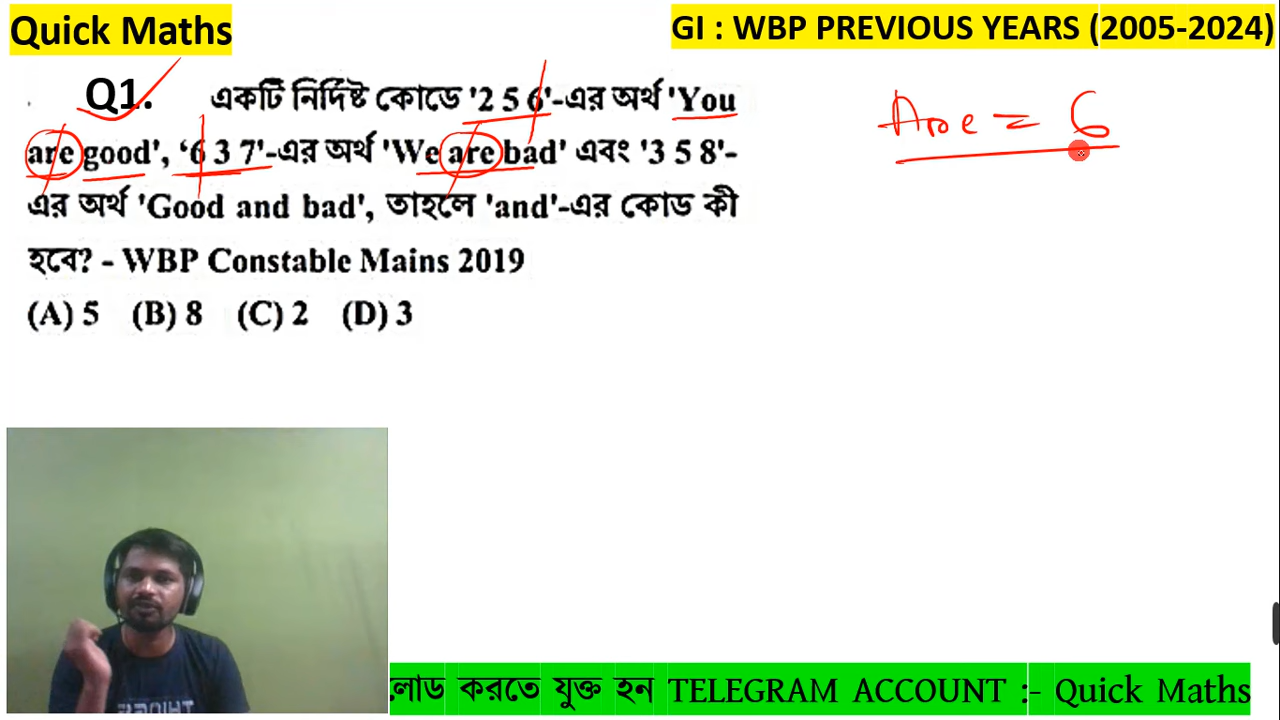 Quick Maths
GI : WBP PREVIOUS YEARS (2005-2024)
Q1. একটি নির্দিষ্ট কোডে '2 5 6'-এর অর্থ 'You
are good', ‘6 3 7'-এর অর্থ 'We are bad' এবং '3 5 8'-
এর অর্থ 'Good and bad', তাহলে 'and'-এর কোড কী
হবে? - WBP Constable Mains 2019
(A) 5 (B) 8 (C) 2 (D) 3
Are = 6
লোড করতে যুক্ত হন TELEGRAM ACCOUNT :- Quick Maths